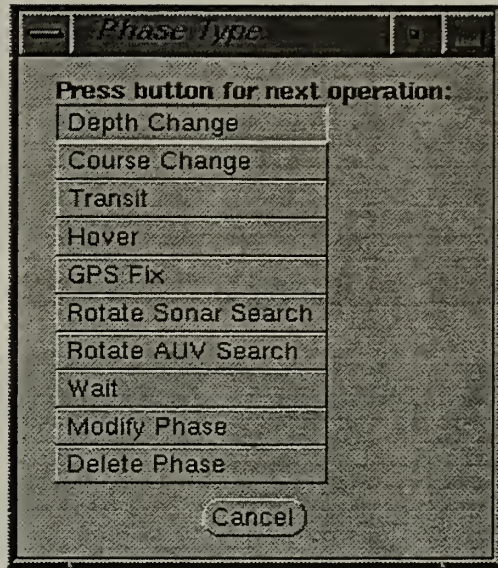 Phase Type
Press button for next operation:
Depth Change
Course Change
Transit
Hover
GPS Fix
Rotate Sonar Search
Rotate AUV Search
Wait
Modify Phase
Delete Phase
Cancel